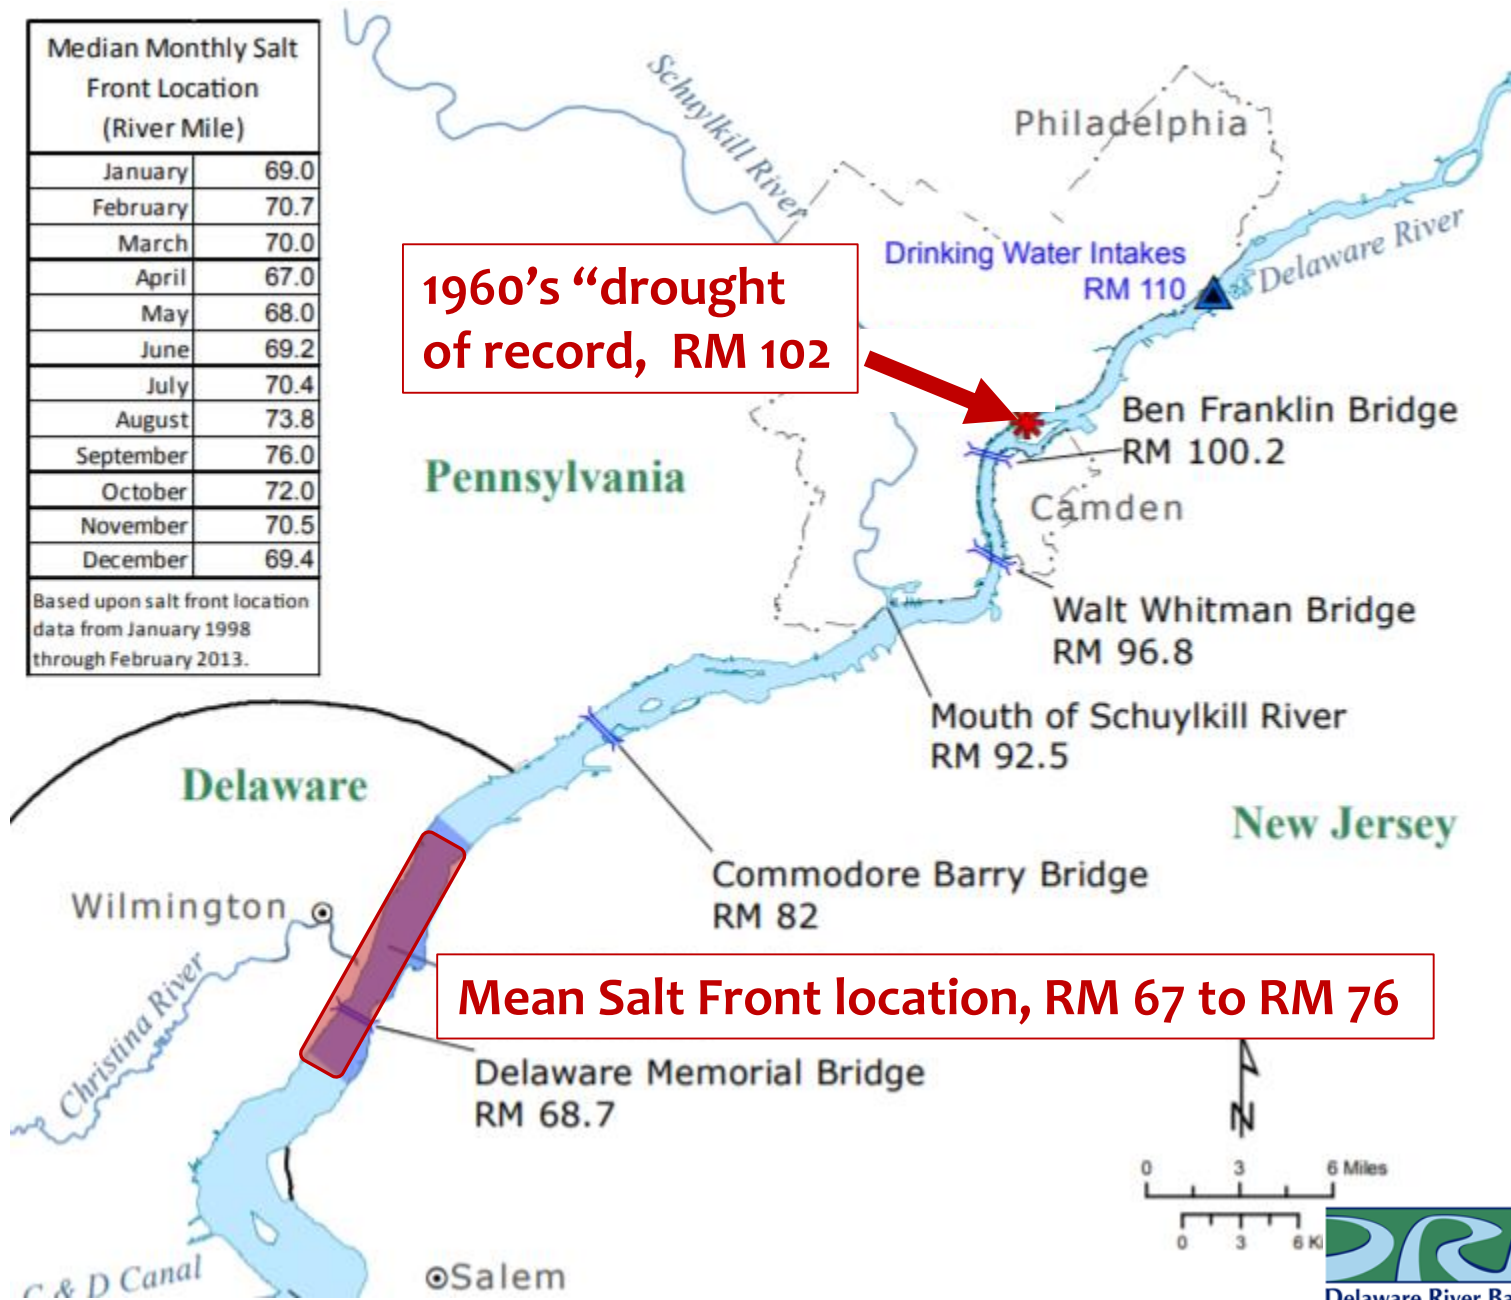 Median Monthly Salt
Front Location
(River Mile)
January 69.0
February 70.7
March 70.0
April 67.0
May 68.0
June 69.2
July 70.4
August 73.8
September 76.0
October 72.0
November 70.5
December 69.4
Based upon salt front location
data from January 1998
through February 2013.
Schuylkill River
Philadelphia
Drinking Water Intakes
RM 110
Delaware River
1960's “drought
of record, RM 102
Ben Franklin Bridge
RM 100.2
Pennsylvania
Camden
Walt Whitman Bridge
RM 96.8
Mouth of Schuylkill River
RM 92.5
Delaware
New Jersey
Commodore Barry Bridge
RM 82
Wilmington
Christina River
Mean Salt Front location, RM 67 to RM 76
Delaware Memorial Bridge
RM 68.7
N
0 3 6 Miles
0 3 6 Ki
C & D Canal
Salem
DR
Delaware River Ba